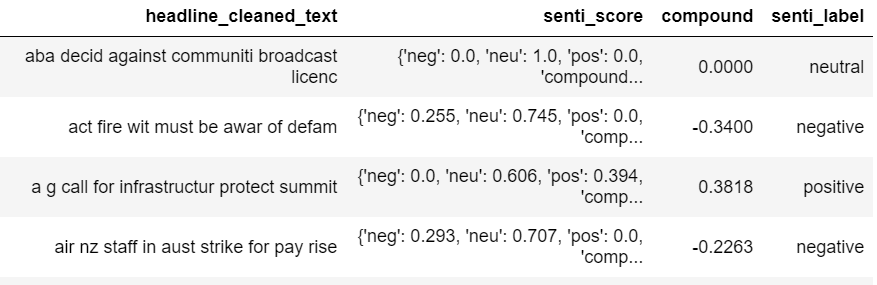 headline_cleaned_text senti_score compound senti_label
aba decid against communiti broadcast licenc {'neg': 0.0, 'neu': 1.0, 'pos': 0.0, 'compound... 0.0000 neutral
act fire wit must be awar of defam {'neg': 0.255, 'neu': 0.745, 'pos': 0.0, 'comp... -0.3400 negative
a g call for infrastructur protect summit {'neg': 0.0, 'neu': 0.606, 'pos': 0.394, 'comp... 0.3818 positive
air nz staff in aust strike for pay rise {'neg': 0.293, 'neu': 0.707, 'pos': 0.0, 'comp... -0.2263 negative